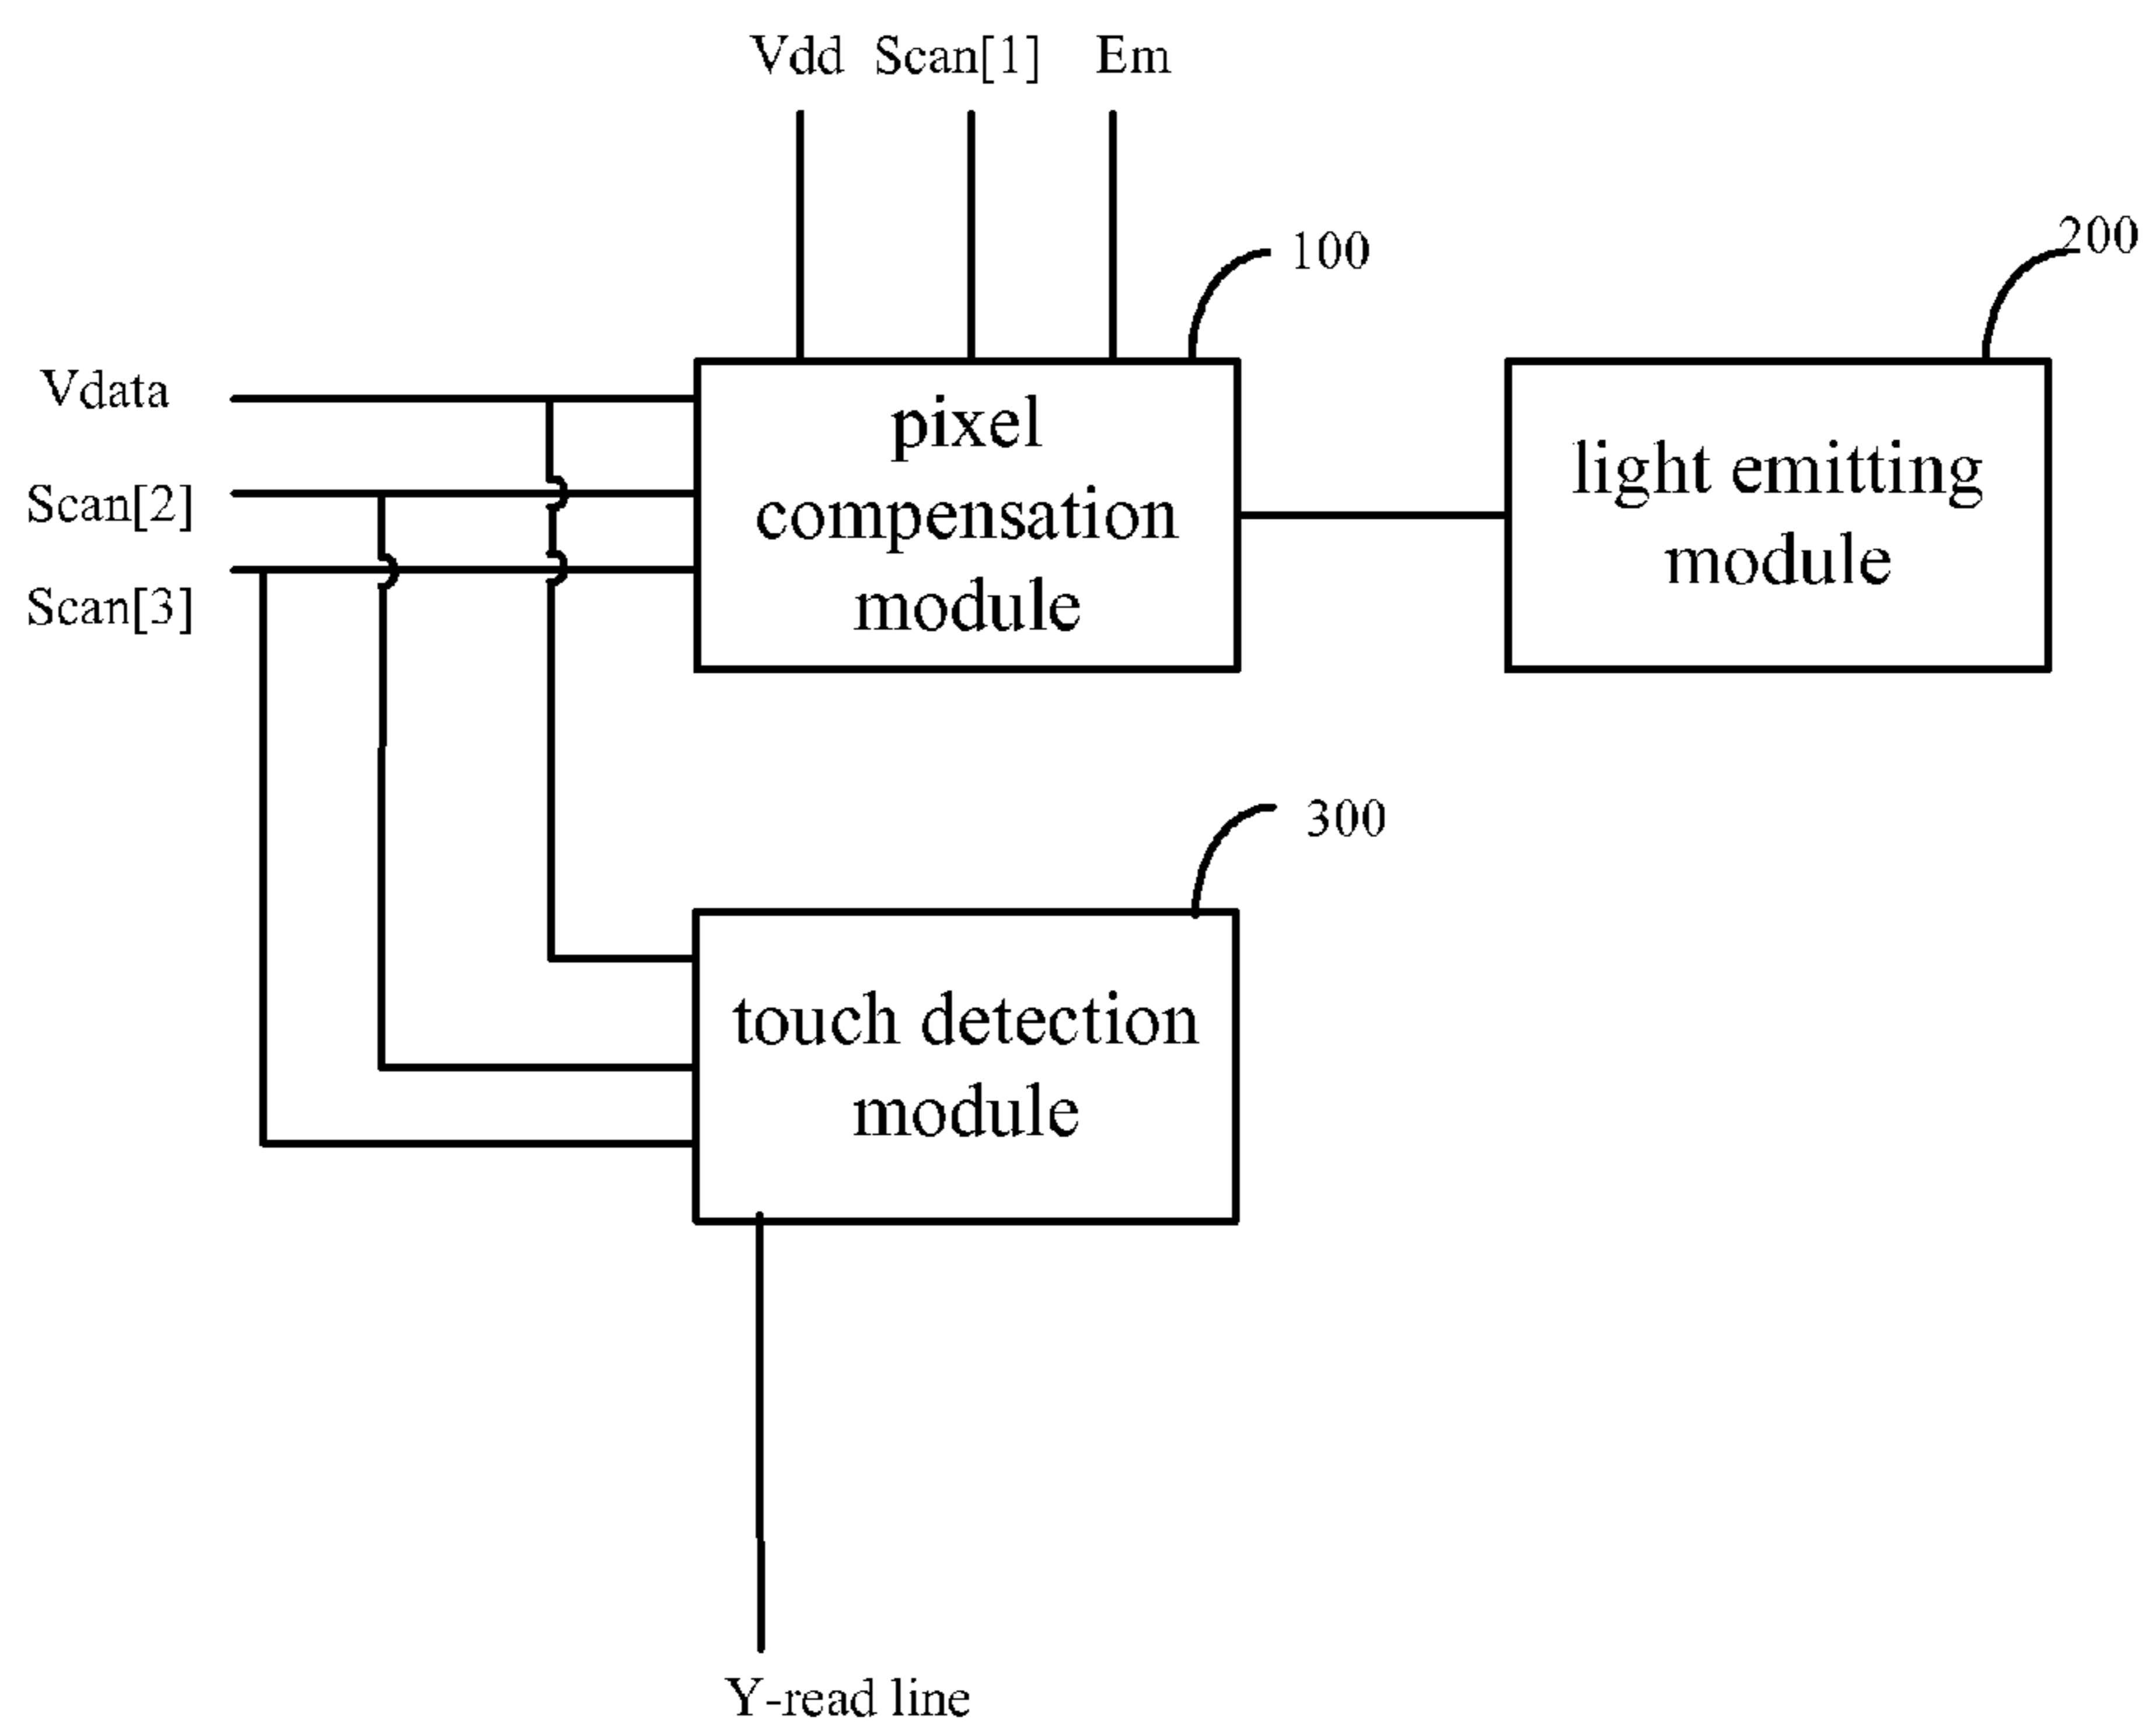 Vdd Scan[1] Em
100
200
Vdata
Scan[2]
Scan[3]
pixel
compensation
module
light emitting
module
300
touch detection
module
Y-read line